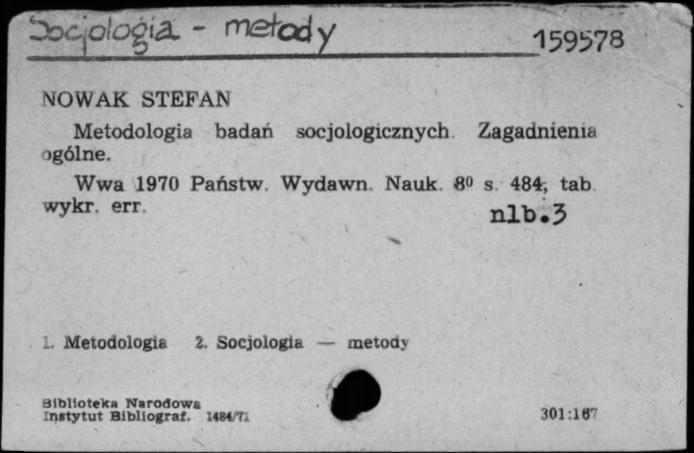 Socjologia - metody
159578
NOWAK STEFAN
Metodologia badań socjologicznych. Zagadnienia
ogólne.
Wwa 1970 Państw. Wydawn. Nauk. 8⁰ s. 484, tab.
wykr. err.
nlb.3
1. Metodologia 2. Socjologia — metody
Biblioteka Narodowa
Instytut Bibliograf. 1484/71
301:167